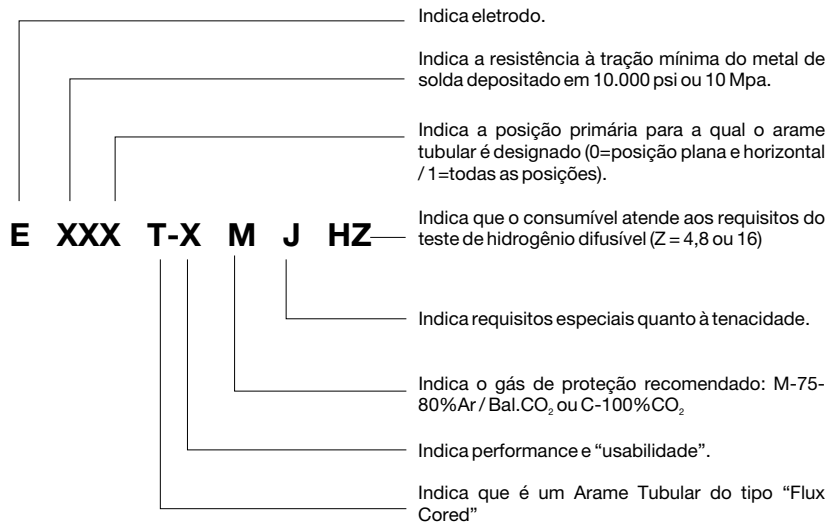 Indica eletrodo.
Indica a resistência à tração mínima do metal de
solda depositado em 10.000 psi ou 10 Mpa.
Indica a posição primária para a qual o arame
tubular é designado (0=posição plana e horizontal
/ 1=todas as posições).
E XXX T-X M J HZ
Indica que o consumível atende aos requisitos do
teste de hidrogênio difusível (Z = 4,8 ou 16)
Indica requisitos especiais quanto à tenacidade.
Indica o gás de proteção recomendado: M-75-
80%Ar / Bal.CO₂ ou C-100%CO₂
Indica performance e “usabilidade”.
Indica que é um Arame Tubular do tipo “Flux
Cored”